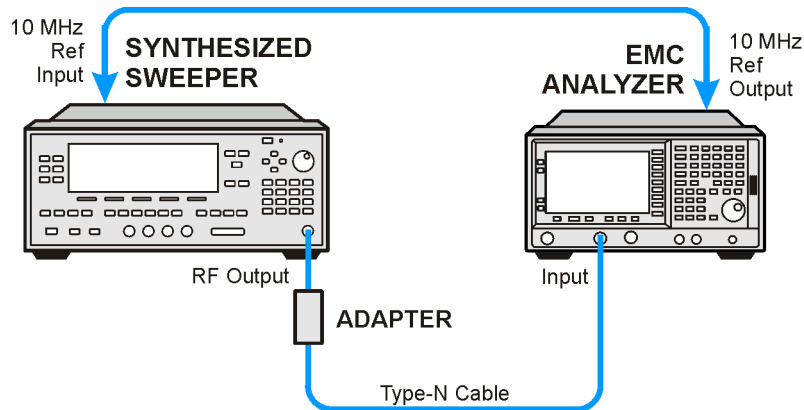 10 MHz
Ref
Input
SYNTHESIZED
SWEEPER
EMC
ANALYZER
10 MHz
Ref
Output
RF Output
Input
ADAPTER
Type-N Cable